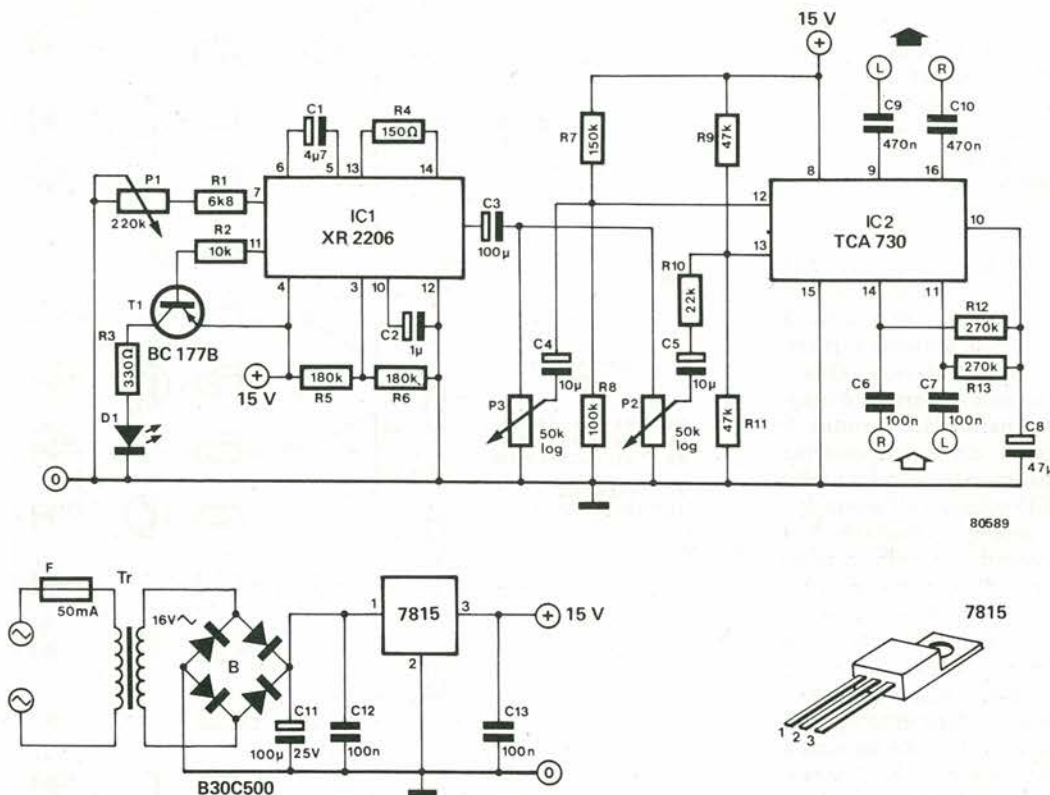 15 V
+
L
R
C1
4µ7
R4
150Ω
C9
470n
C10
470n
R7
150k
R9
47k
6
5
13
14
8
9
16
P1
220k
R1
6k8
7
IC1
XR 2206
C3
100µ
12
IC2
TCA 730
10
R2
10k
11
13
4
3
10
12
15
14
11
T1
BC 177B
R3
330Ω
C2
1µ
R10
22k
R12
270k
R13
270k
+
15 V
R5
180k
R6
180k
C4
10µ
C5
10µ
C6
100n
C7
100n
D1
P3
50k
log
R8
100k
P2
50k
log
R11
47k
R
L
C8
47µ
0
80589
F
50mA
Tr
16V
B
1
7815
3
2
+
15 V
7815
C11
100µ
25V
C12
100n
C13
100n
1 2 3
B30C500
0